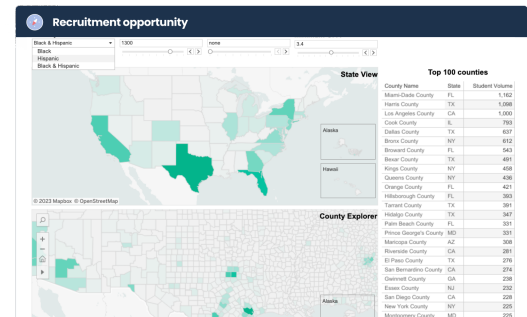 Recruitment opportunity
Black & Hispanic 1300 none 3.4
Black
Hispanic
Black & Hispanic
State View
Alaska
Hawaii
© 2023 Mapbox © OpenStreetMap
County Explorer
Alaska
Top 100 counties
County Name State Student Volume
Miami-Dade County FL 1,162
Harris County TX 1,098
Los Angeles County CA 1,000
Cook County IL 793
Dallas County TX 637
Bronx County NY 612
Broward County FL 543
Bexar County TX 491
Kings County NY 458
Queens County NY 436
Orange County FL 421
Hillsborough County FL 393
Tarrant County TX 391
Hidalgo County TX 347
Palm Beach County FL 331
Prince George's County MD 331
Maricopa County AZ 308
Riverside County CA 281
El Paso County TX 276
San Bernardino County CA 274
Gwinnett County GA 238
Essex County NJ 232
San Diego County CA 228
New York County NY 225
Montgomery County MD 225